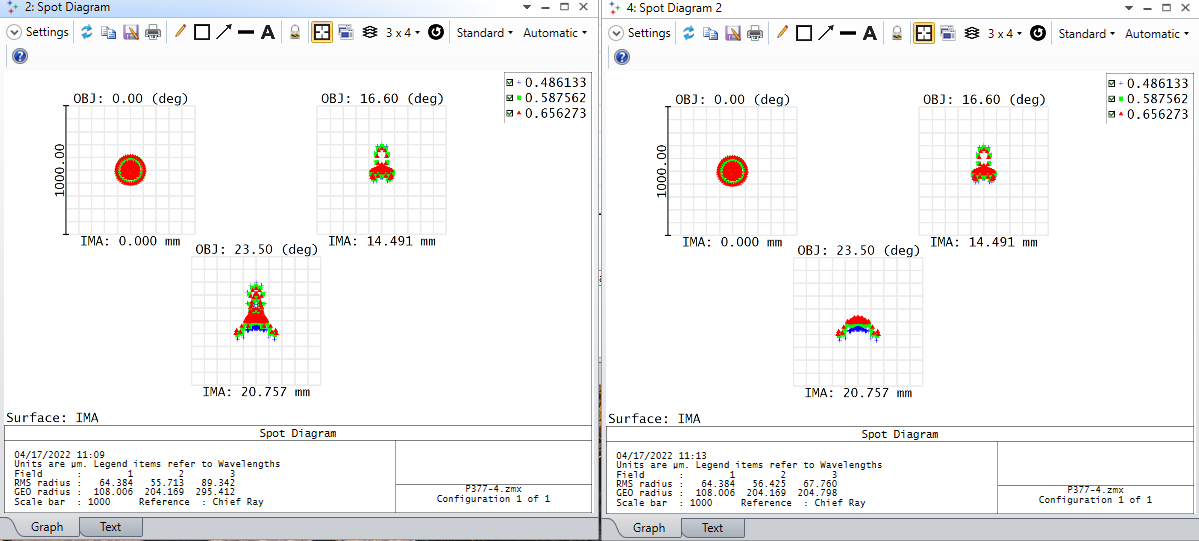 2: Spot Diagram
Settings
3 x 4
Standard
Automatic
0.486133
0.587562
0.656273
OBJ: 0.00 (deg)
OBJ: 16.60 (deg)
1000.00
IMA: 0.000 mm
IMA: 14.491 mm
OBJ: 23.50 (deg)
IMA: 20.757 mm
Surface: IMA
Spot Diagram
04/17/2022 11:09
Units are µm. Legend items refer to Wavelengths
Field : 1 2 3
RMS radius : 64.384 55.713 89.342
GEO radius : 108.006 204.169 295.412
Scale bar : 1000 Reference : Chief Ray
P377-4.zmx
Configuration 1 of 1
Graph
Text
4: Spot Diagram 2
Settings
3 x 4
Standard
Automatic
0.486133
0.587562
0.656273
OBJ: 0.00 (deg)
OBJ: 16.60 (deg)
1000.00
IMA: 0.000 mm
IMA: 14.491 mm
OBJ: 23.50 (deg)
IMA: 20.757 mm
Surface: IMA
Spot Diagram
04/17/2022 11:13
Units are µm. Legend items refer to Wavelengths
Field : 1 2 3
RMS radius : 64.384 56.425 67.760
GEO radius : 108.006 204.169 204.798
Scale bar : 1000 Reference : Chief Ray
P377-4.zmx
Configuration 1 of 1
Graph
Text